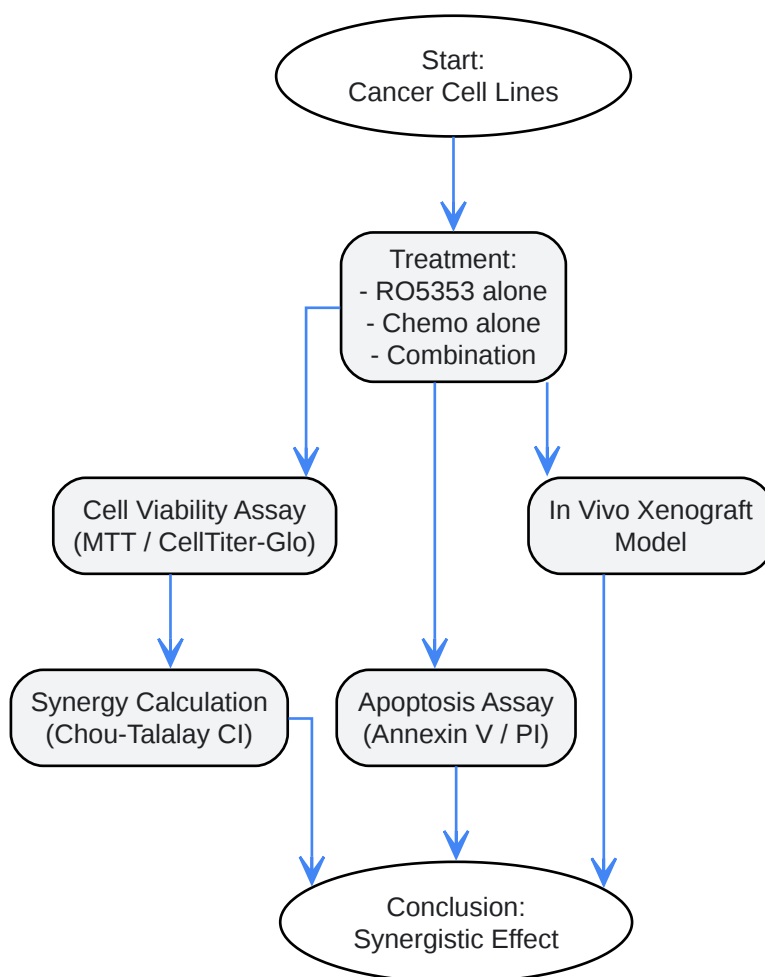 Start:
Cancer Cell Lines
Treatment:
- RO5353 alone
- Chemo alone
- Combination
Cell Viability Assay
(MTT / CellTiter-Glo)
In Vivo Xenograft
Model
Synergy Calculation
(Chou-Talalay CI)
Apoptosis Assay
(Annexin V / PI)
Conclusion:
Synergistic Effect